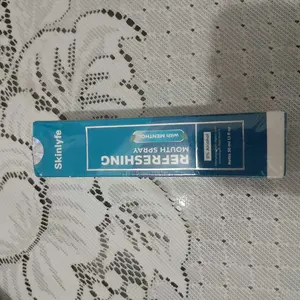 Skinlyfe
REFRESHING
MOUTH SPRAY
with MENTHOL